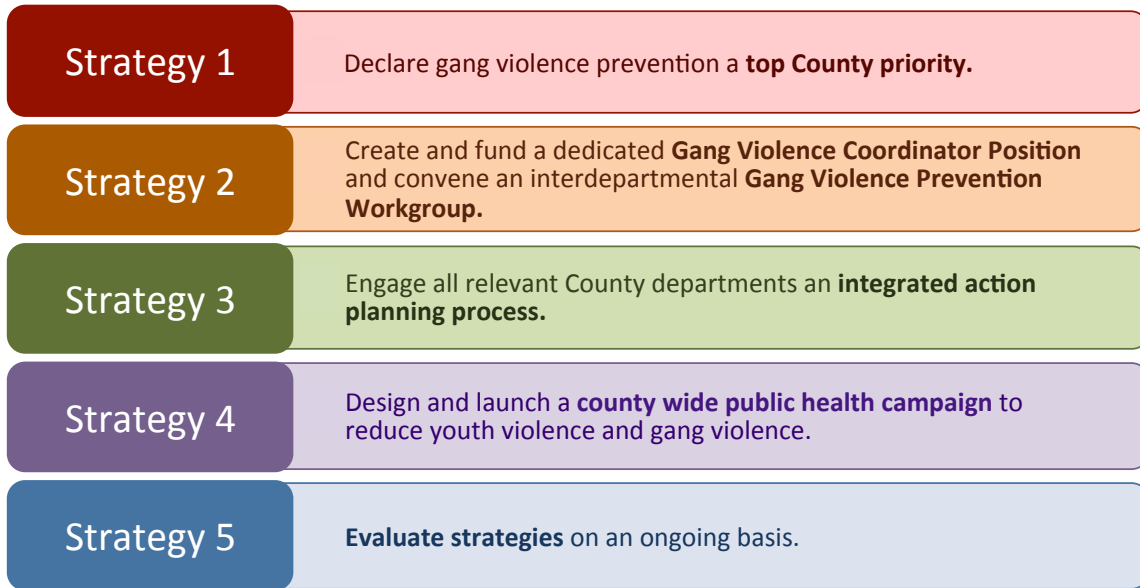 Strategy 1
Declare gang violence prevention a top County priority.
Strategy 2
Create and fund a dedicated Gang Violence Coordinator Position
and convene an interdepartmental Gang Violence Prevention
Workgroup.
Strategy 3
Engage all relevant County departments an integrated action
planning process.
Strategy 4
Design and launch a county wide public health campaign to
reduce youth violence and gang violence.
Strategy 5
Evaluate strategies on an ongoing basis.